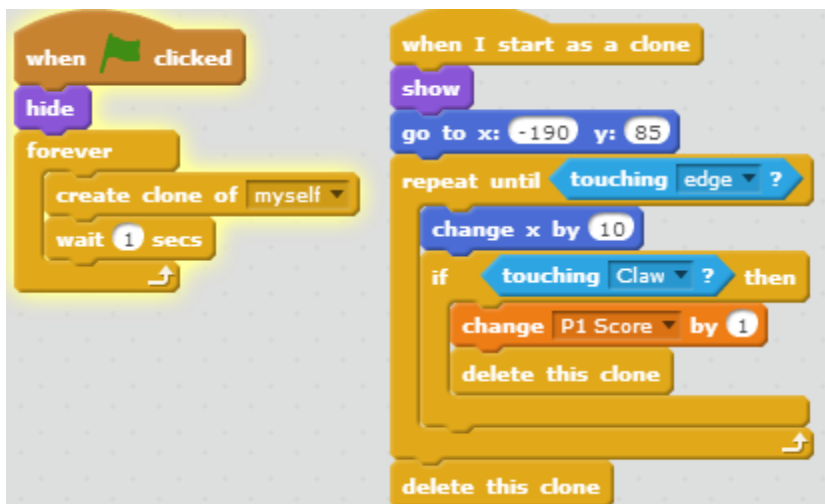 when clicked
hide
forever
create clone of myself
wait 1 secs
when I start as a clone
show
go to x: -190 y: 85
repeat until touching edge ?
change x by 10
if touching Claw ? then
change P1 Score by 1
delete this clone
delete this clone